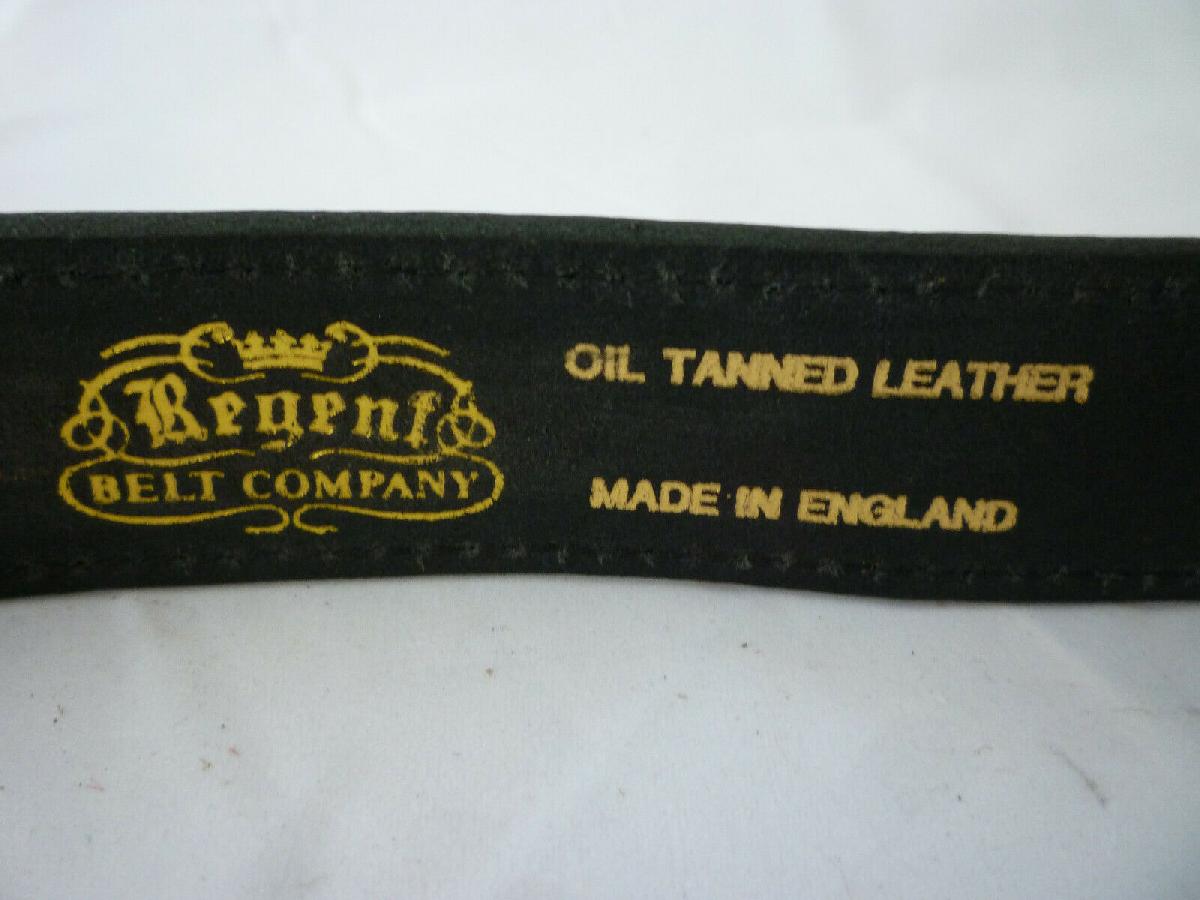 Regent
BELT COMPANY
OIL TANNED LEATHER
MADE IN ENGLAND